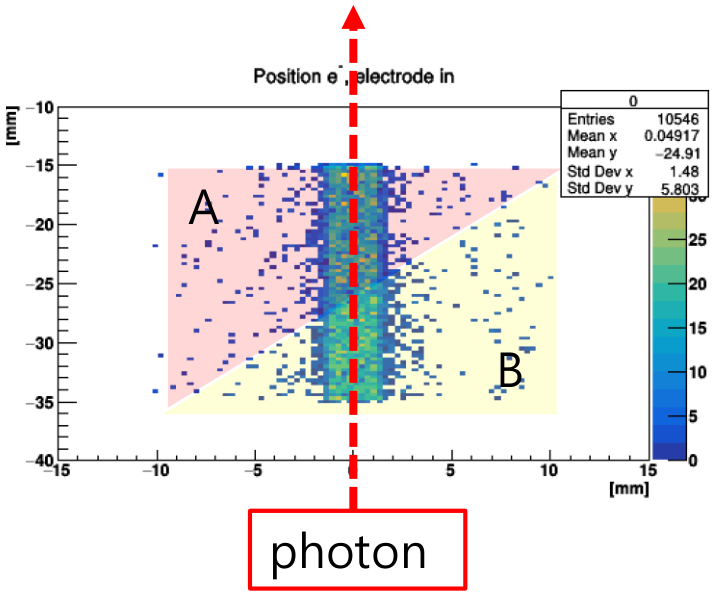 Position e-, electrode in
0
Entries 10546
Mean x 0.04917
Mean y −24.91
Std Dev x 1.48
Std Dev y 5.803
[mm]
−10
−15
−20
−25
−30
−35
−40
A
B
30
25
20
15
10
5
0
−15 −10 −5 0 5 10 15
[mm]
photon